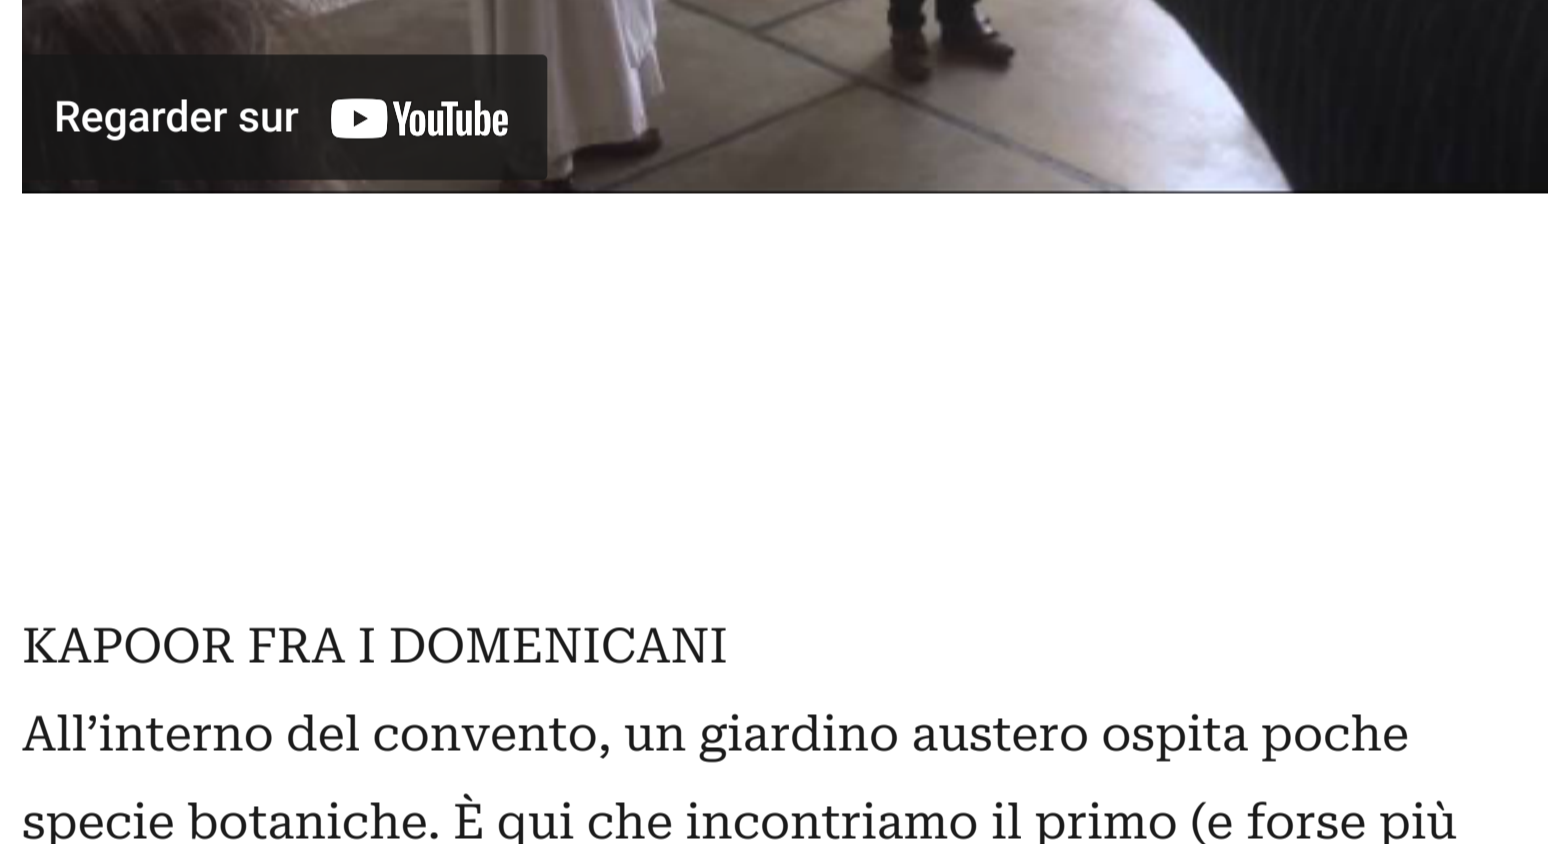 Regarder sur YouTube
KAPOOR FRA I DOMENICANI
All’interno del convento, un giardino austero ospita poche
specie botaniche. È qui che incontriamo il primo (e forse più